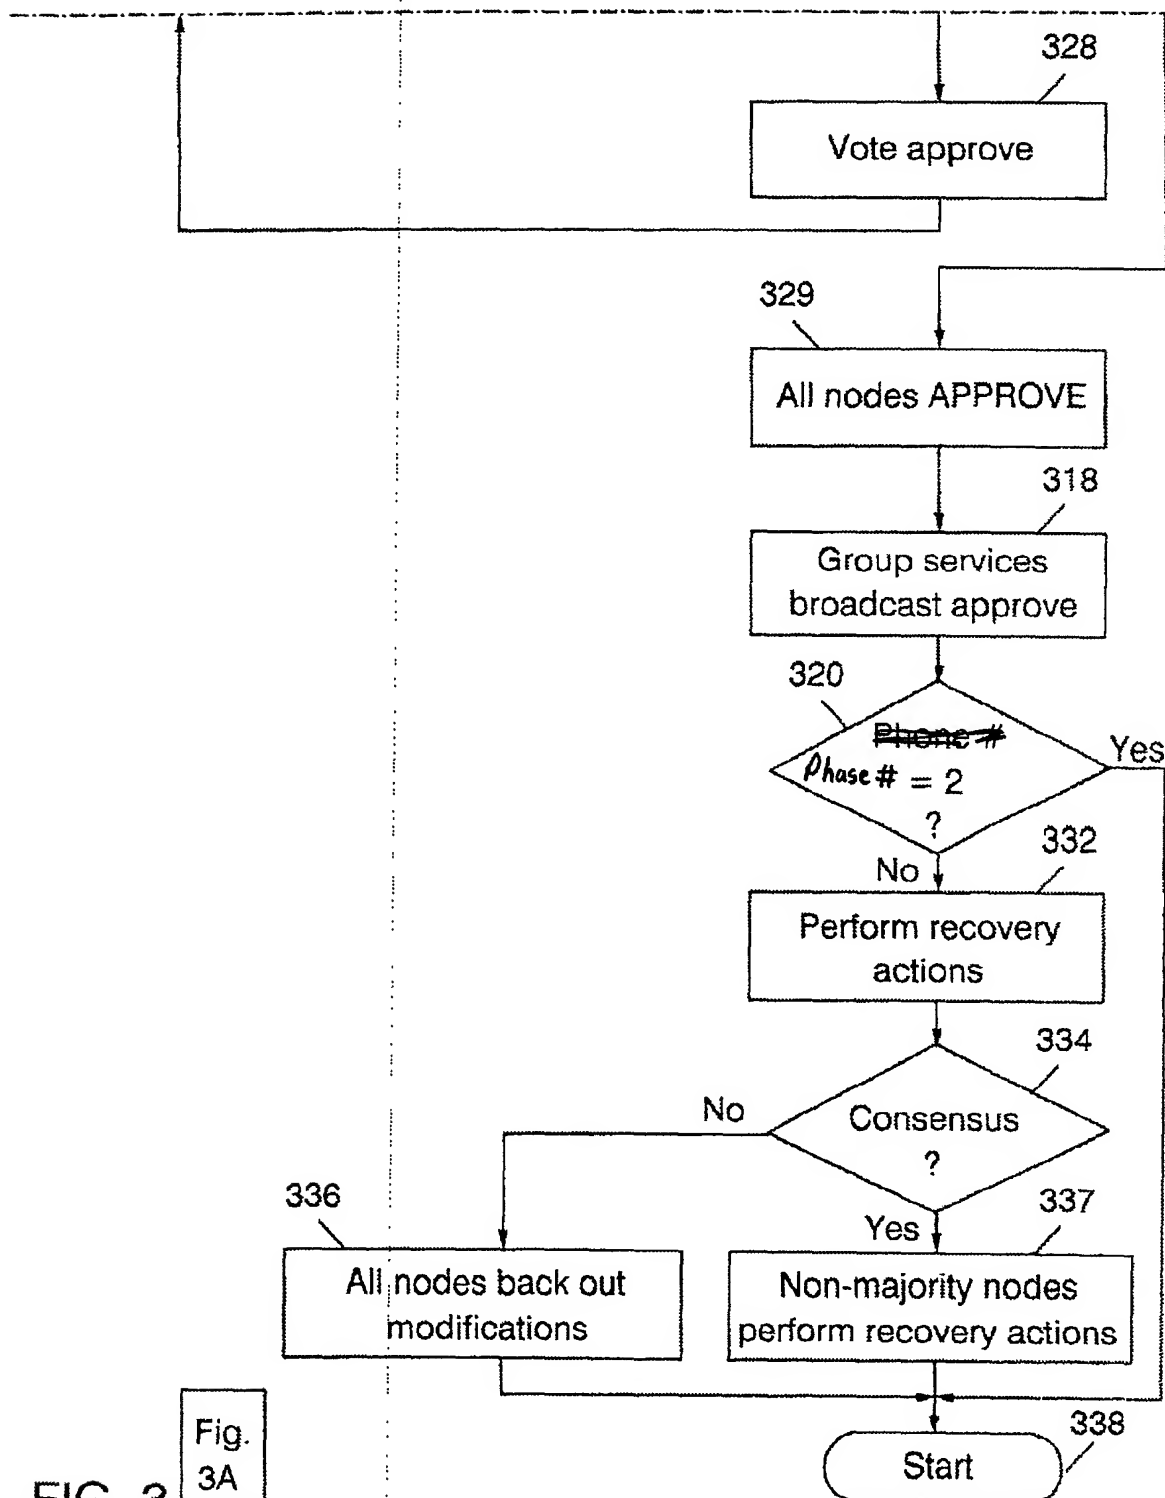 328
Vote approve
329
All nodes APPROVE
318
Group services
broadcast approve
320
Phone #
Phase # = 2
?
Yes
No
332
Perform recovery
actions
334
Consensus
?
No
Yes
336
All nodes back out
modifications
337
Non-majority nodes
perform recovery actions
338
Start
Fig.
3A
FIG. 3